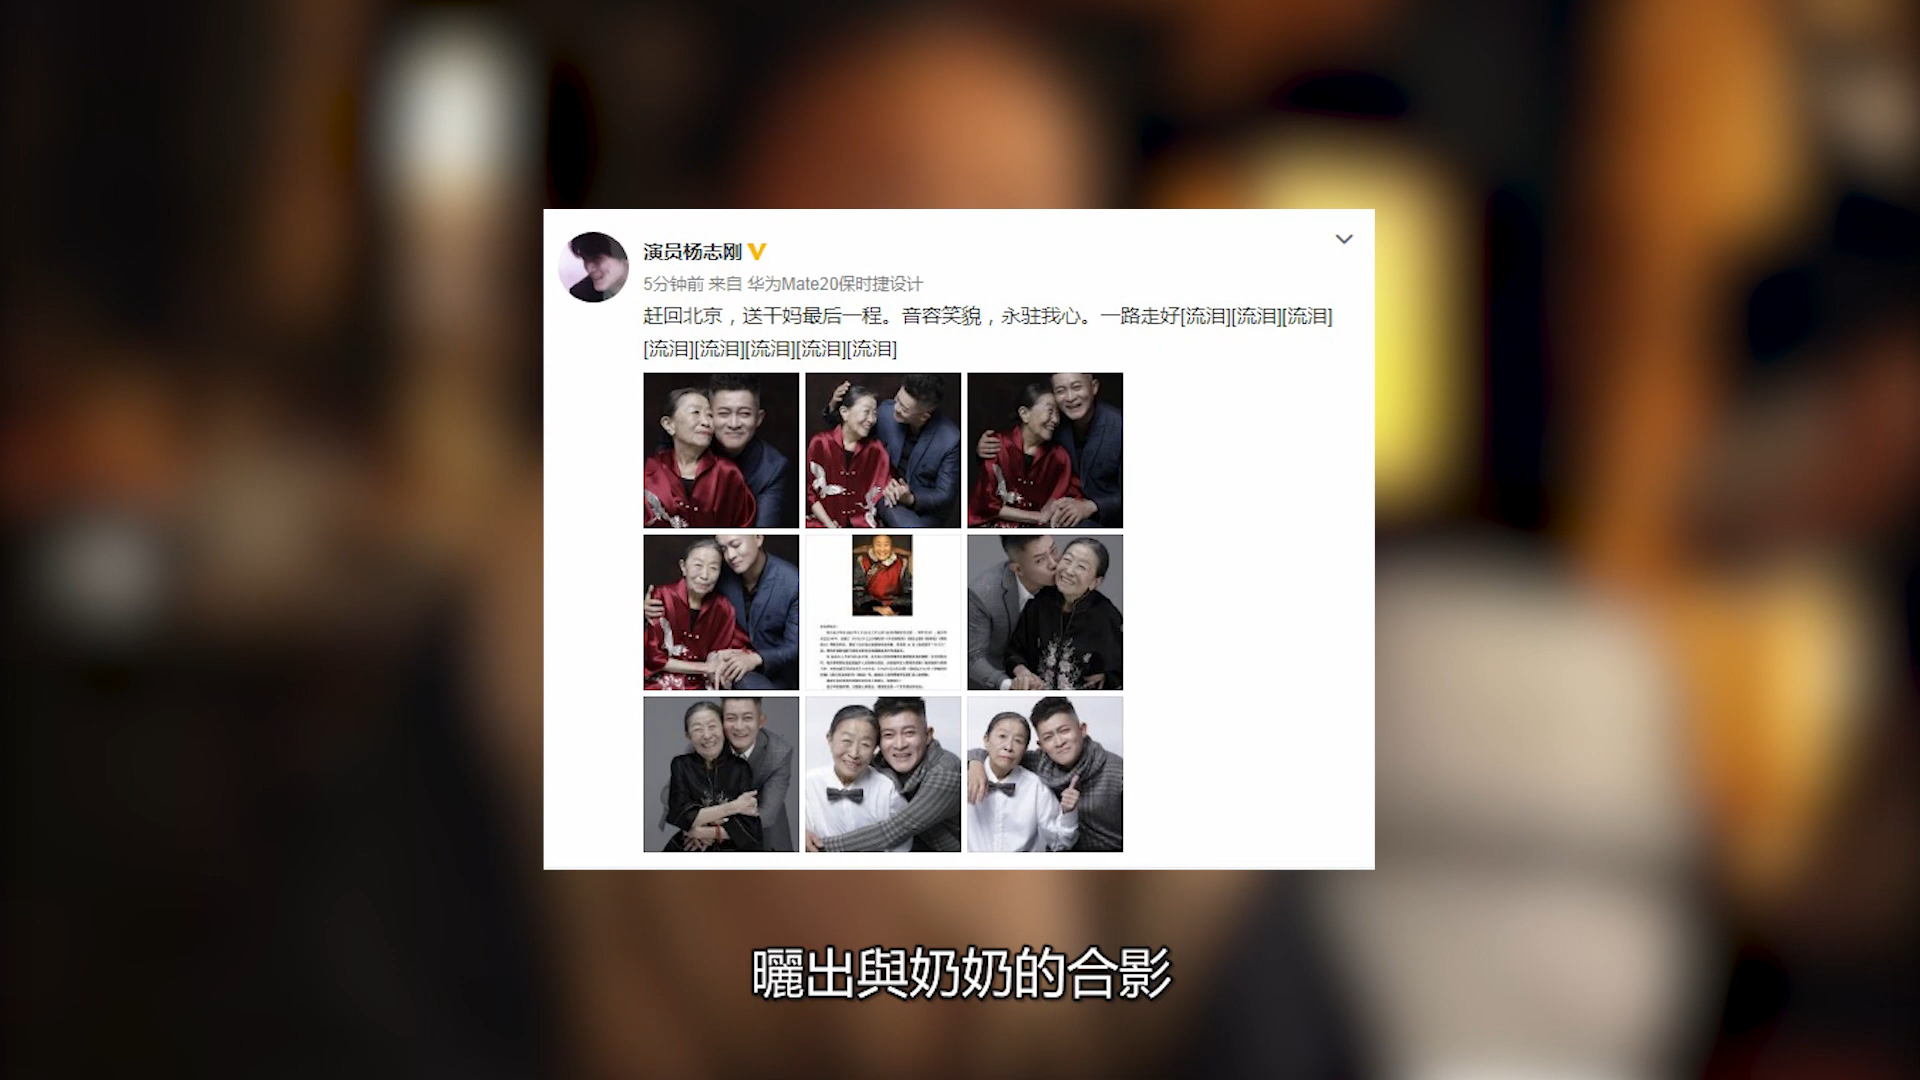 演员杨志刚
5分钟前 来自 华为Mate20保时捷设计
赶回北京，送干妈最后一程。音容笑貌，永驻我心。一路走好[流泪][流泪][流泪]
[流泪][流泪][流泪][流泪][流泪]
曬出與奶奶的合影